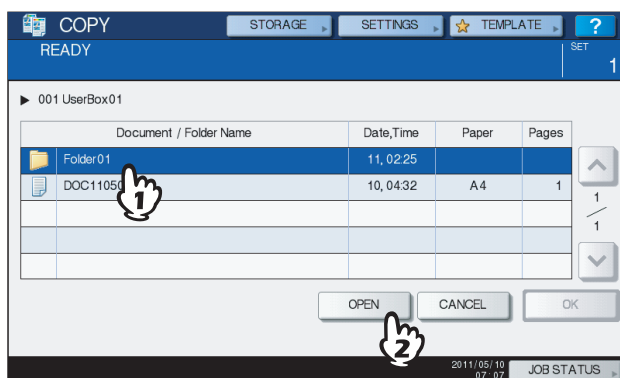 COPY STORAGE SETTINGS TEMPLATE ?
READY SET
1
001 UserBox01
Document / Folder Name Date,Time Paper Pages
Folder01 11, 02:25
DOC11050 10, 04:32 A4 1
1
1
1
OPEN CANCEL OK
2
2011/05/10
07:07 JOB STATUS